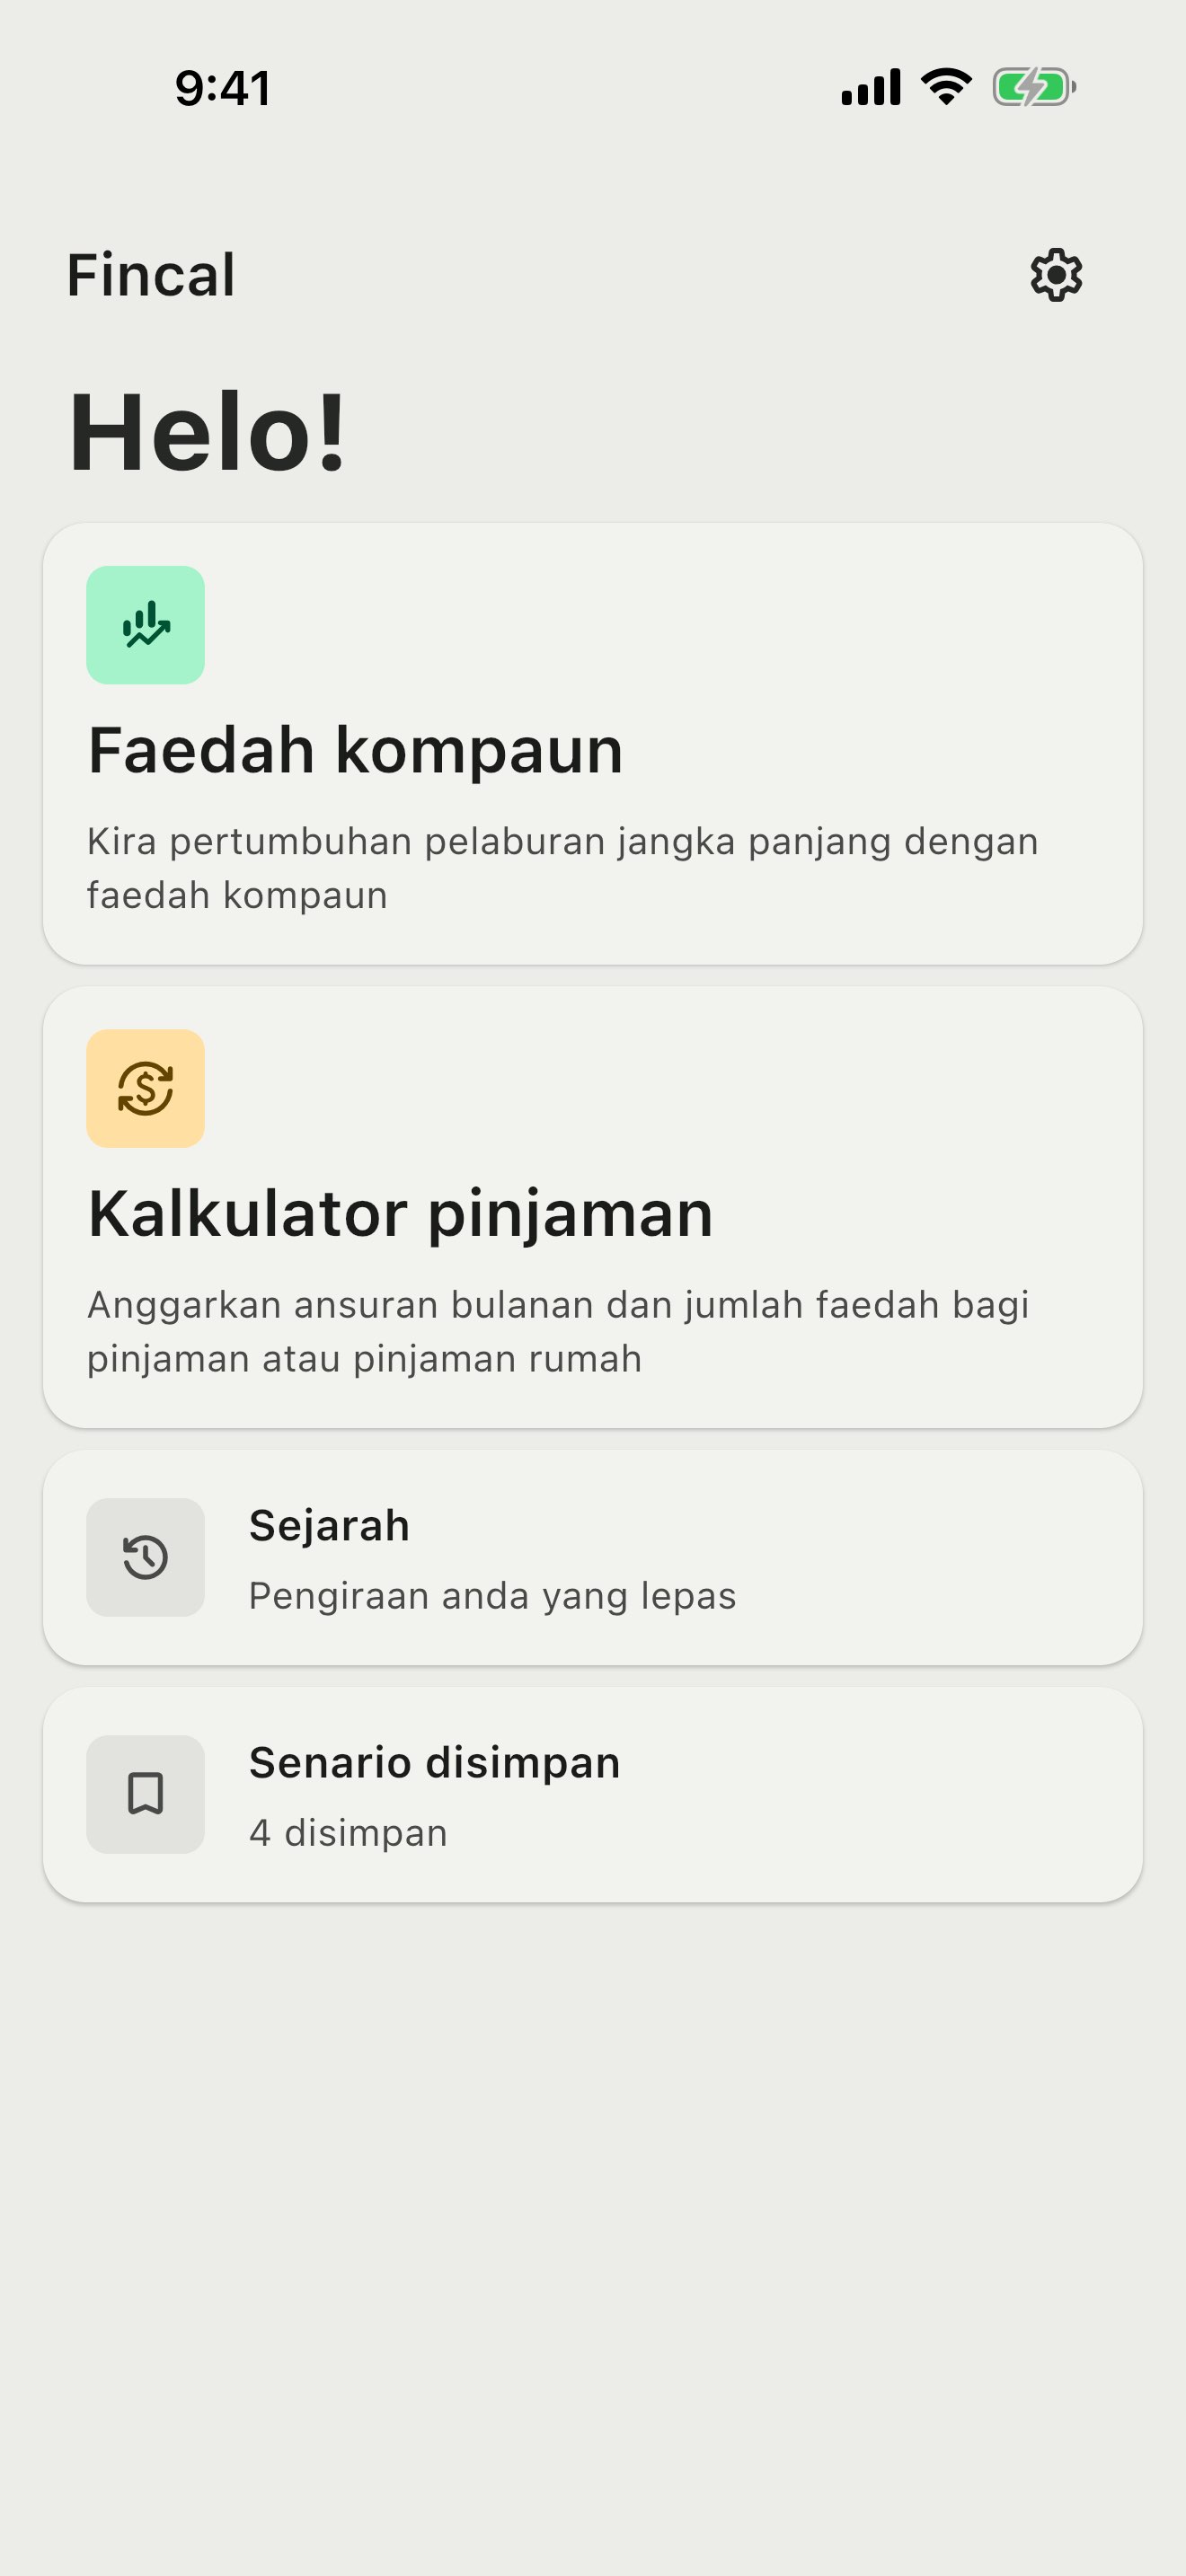 9:41
Fincal
Helo!
Faedah kompaun
Kira pertumbuhan pelaburan jangka panjang dengan
faedah kompaun
$
Kalkulator pinjaman
Anggarkan ansuran bulanan dan jumlah faedah bagi
pinjaman atau pinjaman rumah
Sejarah
Pengiraan anda yang lepas
Senario disimpan
4 disimpan